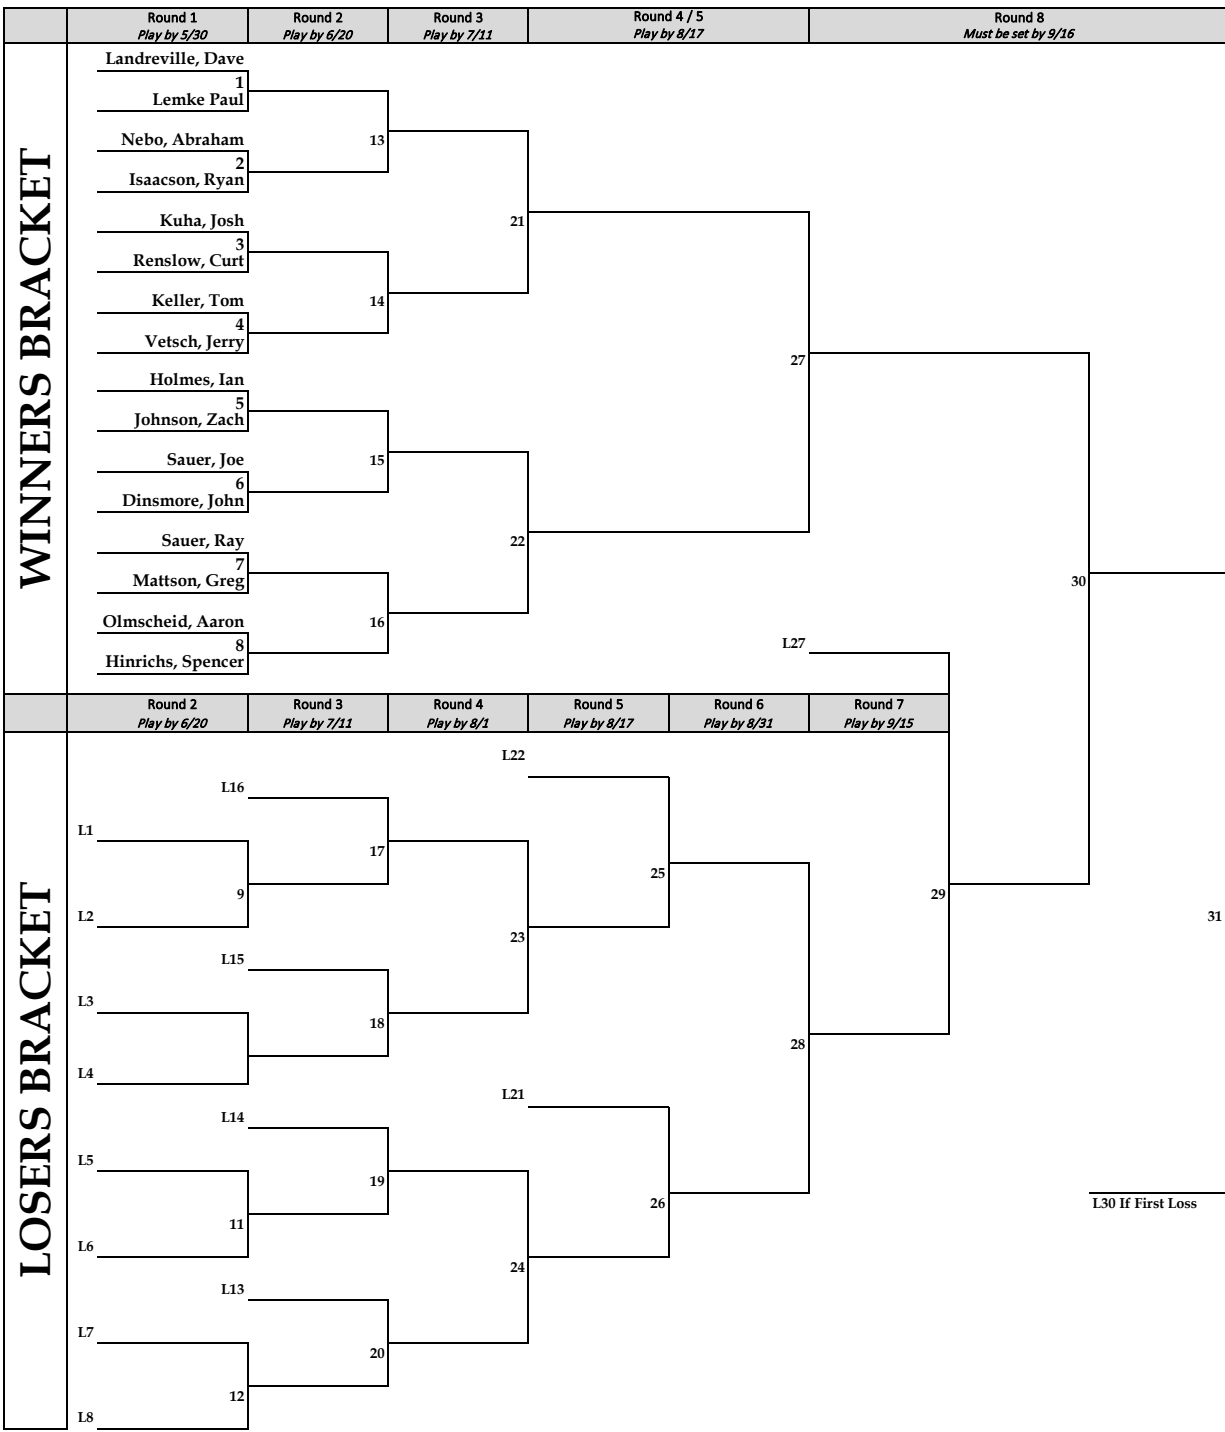 Round 1
Play by 5/30
Round 2
Play by 6/20
Round 3
Play by 7/11
Round 4 / 5
Play by 8/17
Round 8
Must be set by 9/16
WINNERS BRACKET
Landreville, Dave
1
Lemke Paul
Nebo, Abraham
2
Isaacson, Ryan
Kuha, Josh
3
Renslow, Curt
Keller, Tom
4
Vetsch, Jerry
Holmes, Ian
5
Johnson, Zach
Sauer, Joe
6
Dinsmore, John
Sauer, Ray
7
Mattson, Greg
Olmscheid, Aaron
8
Hinrichs, Spencer
13
14
15
16
21
22
27
L27
30
Round 2
Play by 6/20
Round 3
Play by 7/11
Round 4
Play by 8/1
Round 5
Play by 8/17
Round 6
Play by 8/31
Round 7
Play by 9/15
LOSERS BRACKET
L1
L2
L3
L4
L5
L6
L7
L8
L16
9
L15
L14
11
L13
12
17
18
19
20
L22
23
L21
24
25
26
28
29
31
L30 If First Loss